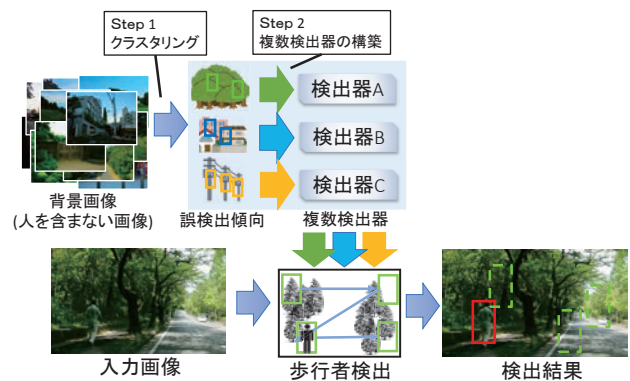 Step 1
クラスタリング
Step 2
複数検出器の構築
検出器A
検出器B
検出器C
背景画像
(人を含まない画像)
誤検出傾向
複数検出器
入力画像
歩行者検出
検出結果